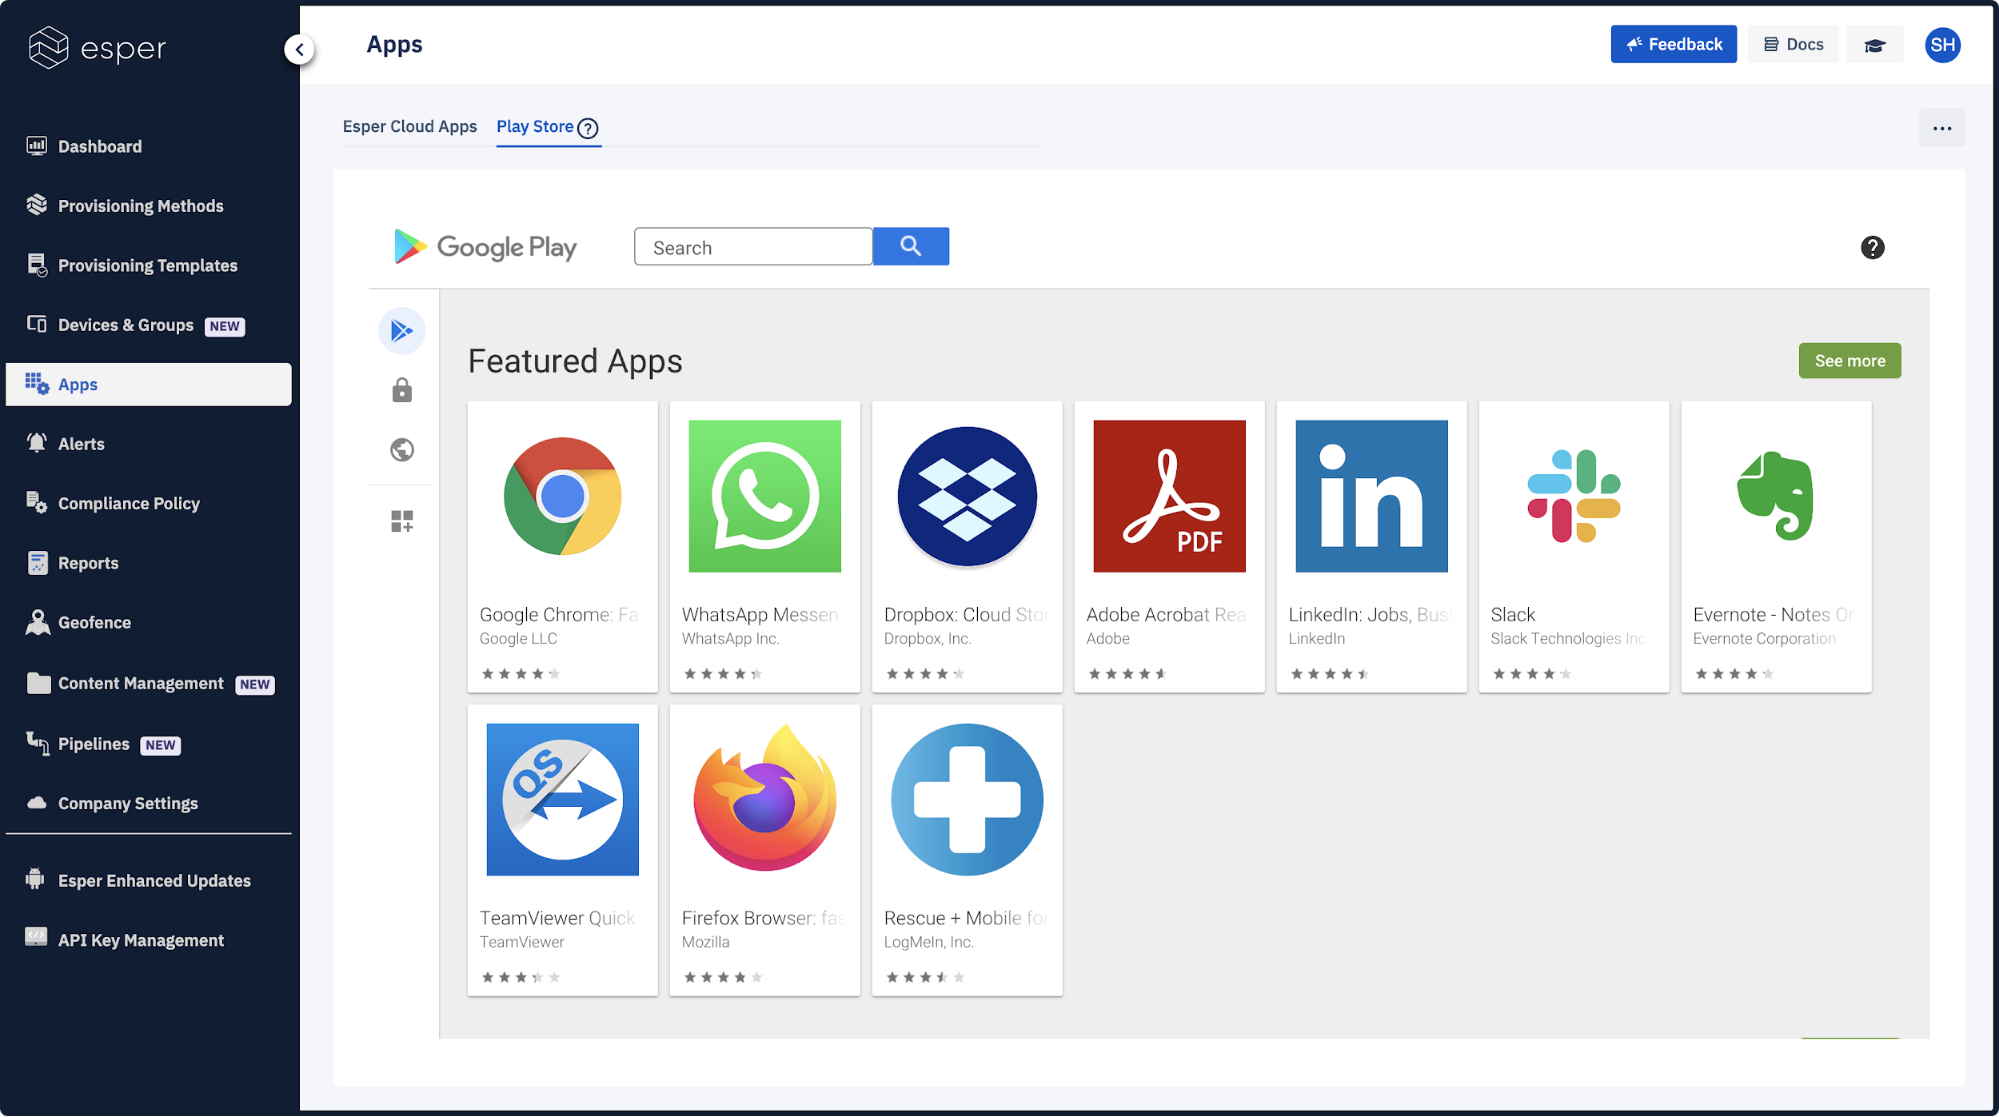 esper
Apps
Feedback
Docs
SH
Dashboard
Provisioning Methods
Provisioning Templates
Devices & Groups NEW
Apps
Alerts
Compliance Policy
Reports
Geofence
Content Management NEW
Pipelines NEW
Company Settings
Esper Enhanced Updates
API Key Management
Esper Cloud Apps
Play Store ?
...
Google Play
Search
?
Featured Apps
See more
PDF
in
Google Chrome: Fa
Google LLC
WhatsApp Messen
WhatsApp Inc.
Dropbox: Cloud Sto
Dropbox, Inc.
Adobe Acrobat Rea
Adobe
LinkedIn: Jobs, Bus
LinkedIn
Slack
Slack Technologies Inc.
Evernote - Notes Or
Evernote Corporation
QS
TeamViewer Quick
TeamViewer
Firefox Browser: fas
Mozilla
Rescue + Mobile for
LogMeIn, Inc.